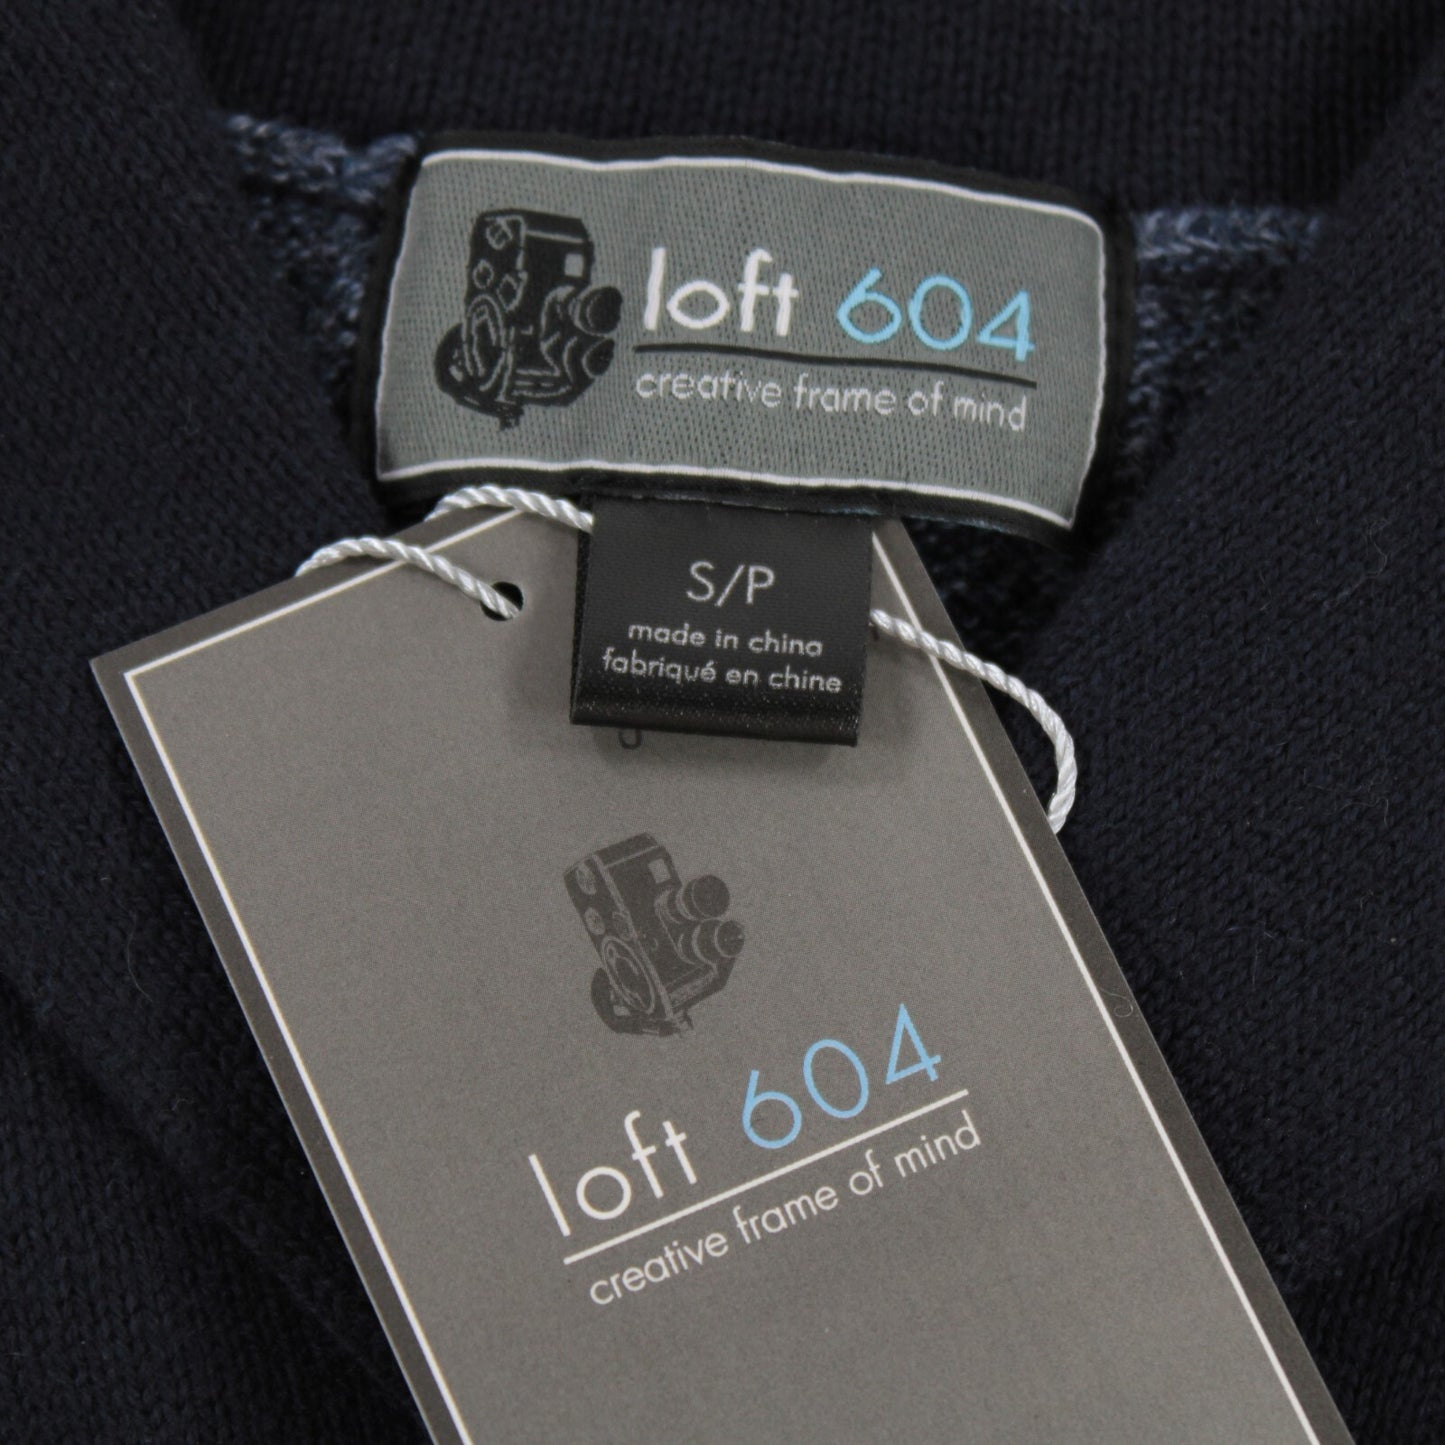 loft 604
creative frame of mind
S/P
made in china
fabriqué en chine
loft 604
creative frame of mind